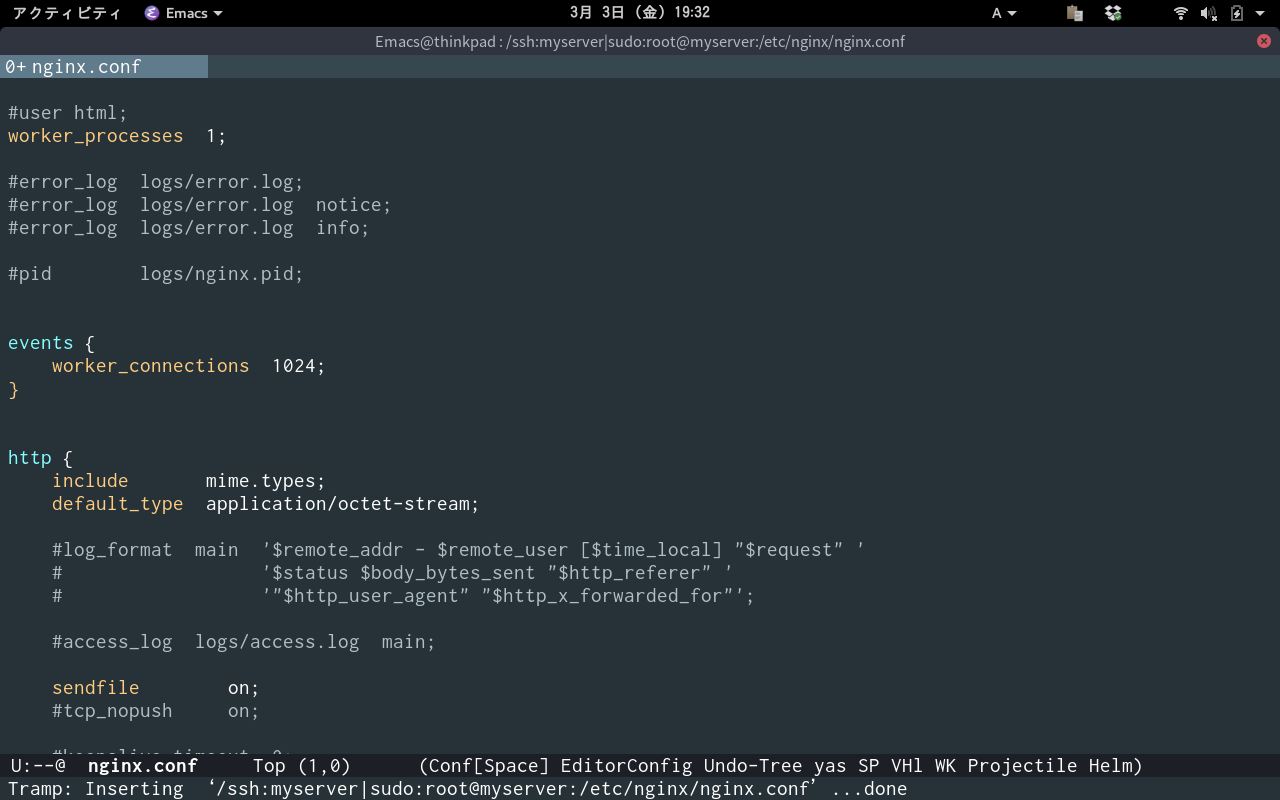 アクティビティ Emacs 3月 3日 (金) 19:32 A
Emacs@thinkpad : /ssh:myserver|sudo:root@myserver:/etc/nginx/nginx.conf
0+ nginx.conf
#user html;
worker_processes  1;
#error_log  logs/error.log;
#error_log  logs/error.log  notice;
#error_log  logs/error.log  info;
#pid        logs/nginx.pid;
events {
    worker_connections  1024;
}
http {
    include       mime.types;
    default_type  application/octet-stream;
    #log_format  main  '$remote_addr - $remote_user [$time_local] "$request" '
    #                  '$status $body_bytes_sent "$http_referer" '
    #                  '"$http_user_agent" "$http_x_forwarded_for"';
    #access_log  logs/access.log  main;
    sendfile        on;
    #tcp_nopush     on;
    #keepalive_timeout  0;
U:--@  nginx.conf     Top (1,0)      (Conf[Space] EditorConfig Undo-Tree yas SP VHl WK Projectile Helm)
Tramp: Inserting ‘/ssh:myserver|sudo:root@myserver:/etc/nginx/nginx.conf’ ...done